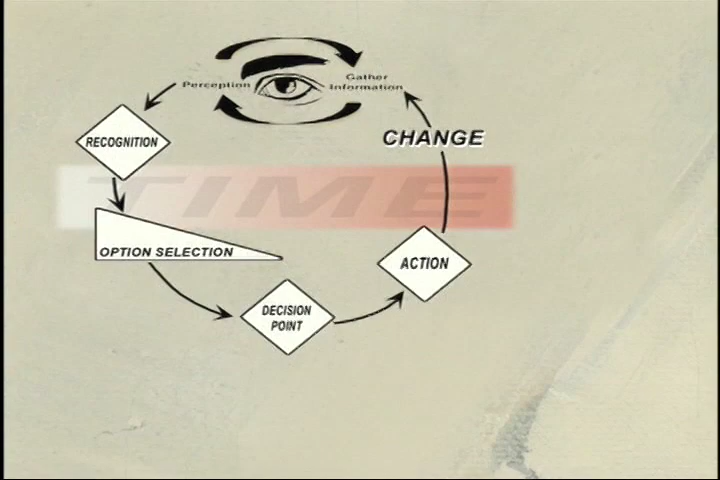 Perception
Gather
Information
RECOGNITION
CHANGE
TIME
OPTION SELECTION
ACTION
DECISION
POINT